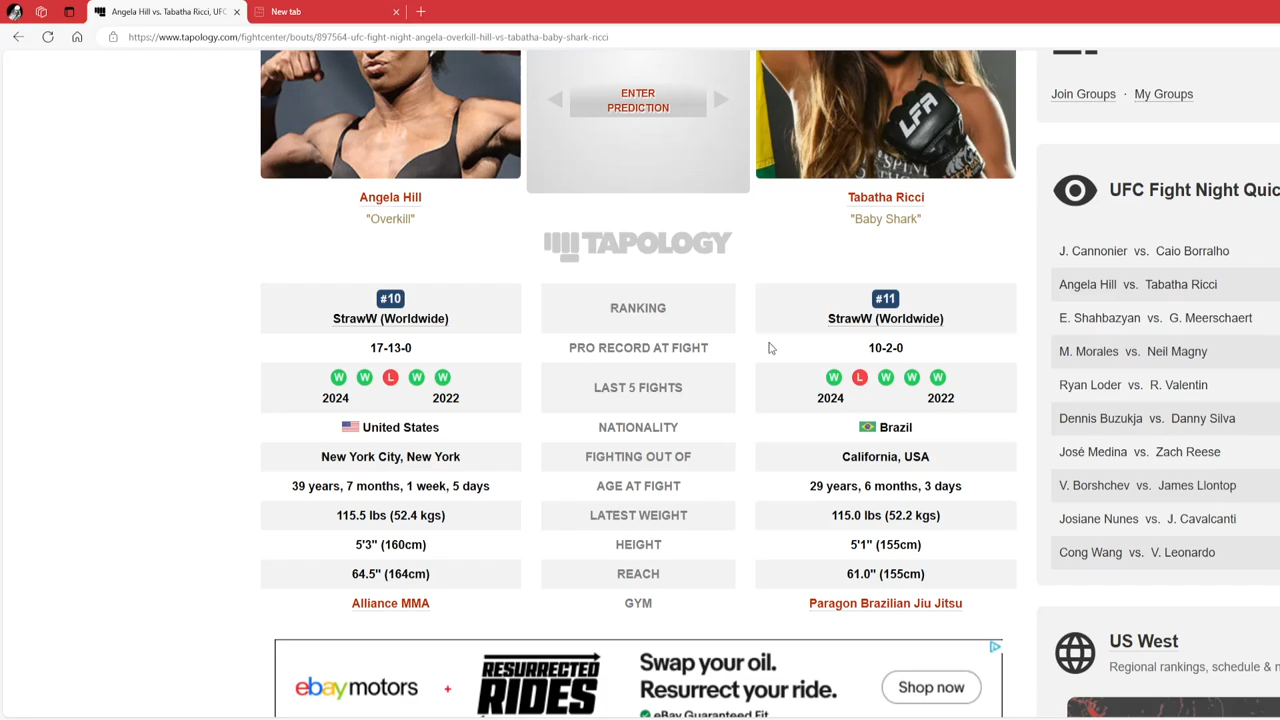 Angela Hill vs. Tabatha Ricci, UFC
New tab
https://www.tapology.com/fightcenter/bouts/897564-ufc-fight-night-angela-overkill-hill-vs-tabatha-baby-shark-ricci
ENTER
PREDICTION
LFA
Angela Hill
"Overkill"
Tabatha Ricci
"Baby Shark"
TAPOLOGY
#10
StrawW (Worldwide)
RANKING
#11
StrawW (Worldwide)
17-13-0
PRO RECORD AT FIGHT
10-2-0
W W L W W
2024 2022
LAST 5 FIGHTS
W L W W W
2024 2022
United States
NATIONALITY
Brazil
New York City, New York
FIGHTING OUT OF
California, USA
39 years, 7 months, 1 week, 5 days
AGE AT FIGHT
29 years, 6 months, 3 days
115.5 lbs (52.4 kgs)
LATEST WEIGHT
115.0 lbs (52.2 kgs)
5'3" (160cm)
HEIGHT
5'1" (155cm)
64.5" (164cm)
REACH
61.0" (155cm)
Alliance MMA
GYM
Paragon Brazilian Jiu Jitsu
ebay motors + RESURRECTED
RIDES
Swap your oil.
Resurrect your ride.
eBay Guaranteed Fit
Shop now
Join Groups · My Groups
UFC Fight Night Quic
J. Cannonier vs. Caio Borralho
Angela Hill vs. Tabatha Ricci
E. Shahbazyan vs. G. Meerschaert
M. Morales vs. Neil Magny
Ryan Loder vs. R. Valentin
Dennis Buzukja vs. Danny Silva
José Medina vs. Zach Reese
V. Borshchev vs. James Llontop
Josiane Nunes vs. J. Cavalcanti
Cong Wang vs. V. Leonardo
US West
Regional rankings, schedule &